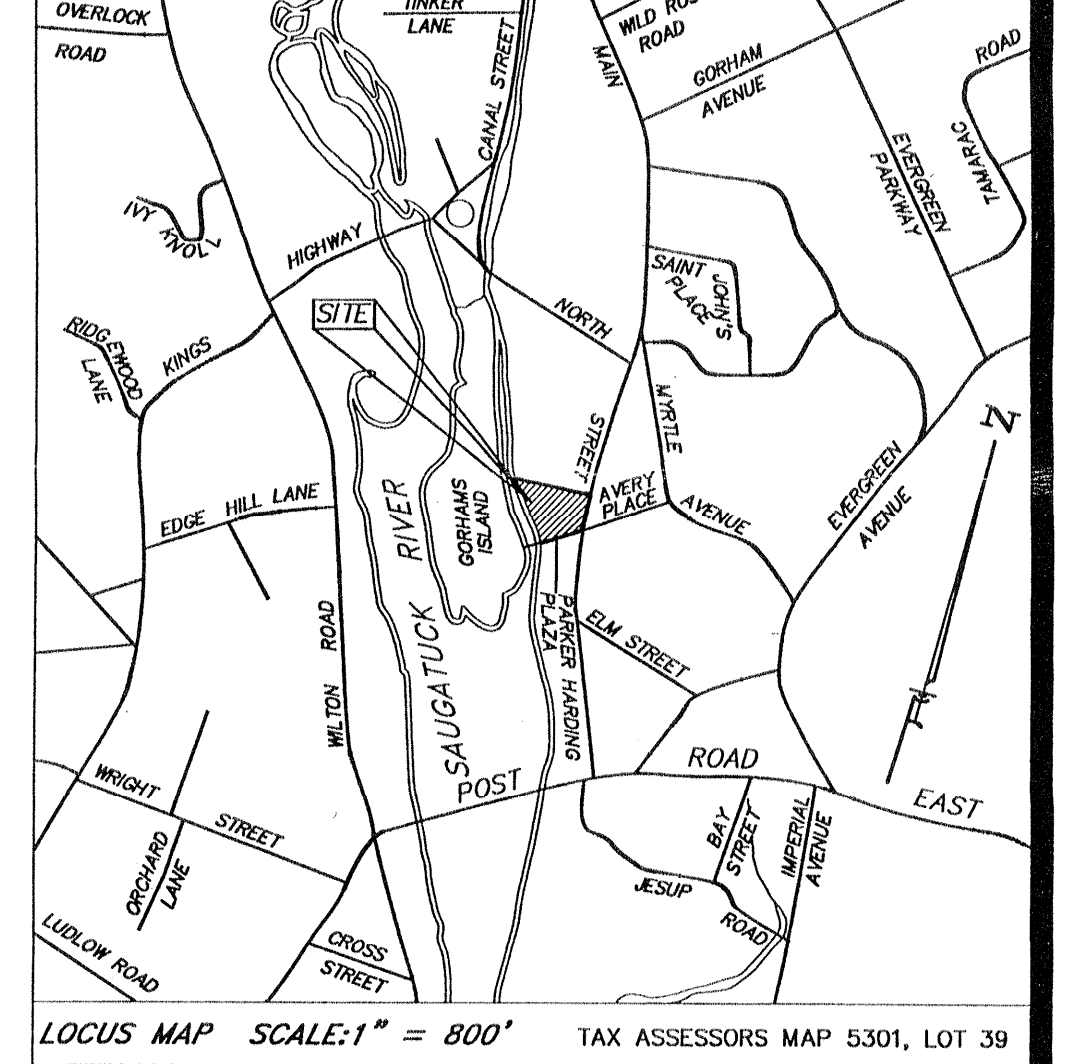 OVERLOCK
ROAD
TINKER
LANE
CANAL STREET
MAIN
WILD
ROAD
GORHAM
AVENUE
ROAD
TAMARAC
EVERGREEN
PARKWAY
IVY
KNOLL
HIGHWAY
SAINT
JOHN'S
PLACE
SITE
NORTH
RIDGEWOOD
LANE
KINGS
N
MYRTLE
STREET
AVERY
PLACE
AVENUE
EVERGREEN
AVENUE
EDGE HILL LANE
RIVER
GORHAMS
ISLAND
SAUGATUCK
PARKER HARDING
PLAZA
ELM STREET
WILTON ROAD
POST
ROAD
EAST
WRIGHT
STREET
ORCHARD
LANE
BAY
STREET
IMPERIAL
AVENUE
JESUP
ROAD
LUDLOW ROAD
CROSS
STREET
LOCUS MAP SCALE:1" = 800'
TAX ASSESSORS MAP 5301, LOT 39